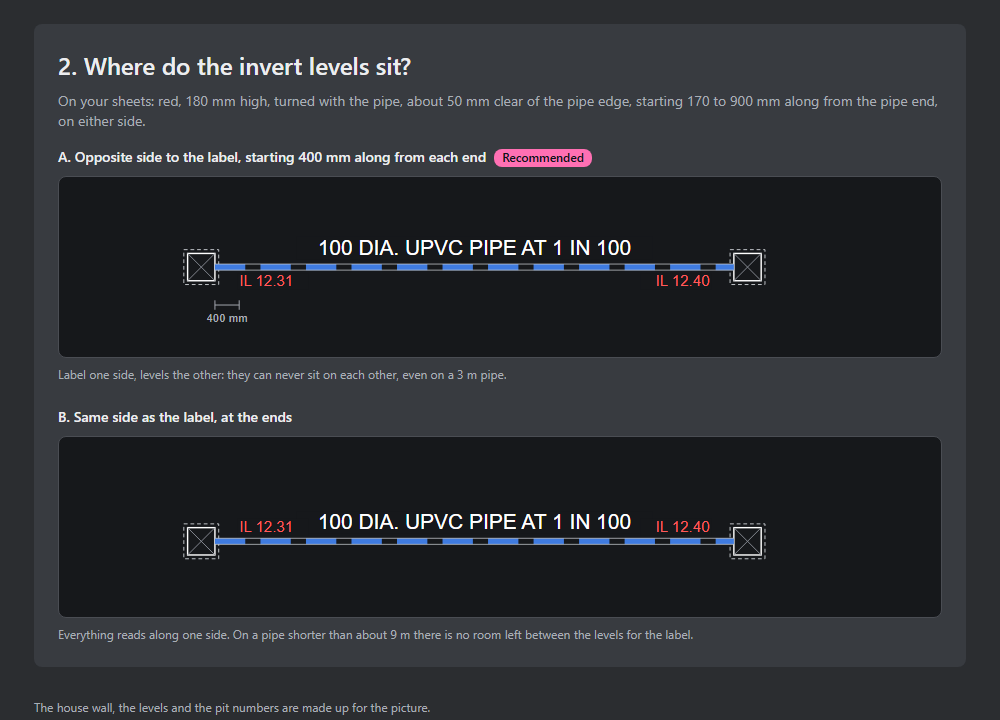 2. Where do the invert levels sit?
On your sheets: red, 180 mm high, turned with the pipe, about 50 mm clear of the pipe edge, starting 170 to 900 mm along from the pipe end,
on either side.
A. Opposite side to the label, starting 400 mm along from each end Recommended
100 DIA. UPVC PIPE AT 1 IN 100
IL 12.31 IL 12.40
400 mm
Label one side, levels the other: they can never sit on each other, even on a 3 m pipe.
B. Same side as the label, at the ends
IL 12.31 100 DIA. UPVC PIPE AT 1 IN 100 IL 12.40
Everything reads along one side. On a pipe shorter than about 9 m there is no room left between the levels for the label.
The house wall, the levels and the pit numbers are made up for the picture.